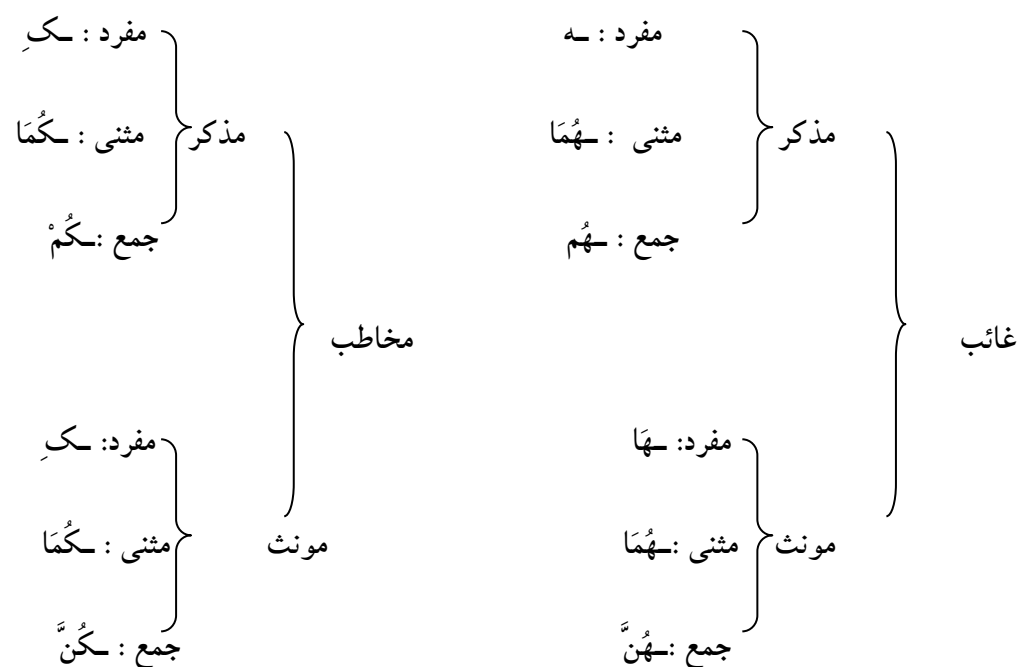 مفرد : ـه
مذکر مثنی : ـهُمَا
جمع : ـهُم
غائب
مفرد: ـهَا
مونث مثنی :ـهُمَا
جمع :ـهُنَّ
مفرد : ـکِ
مذکر مثنی : ـکُمَا
جمع :ـکُمْ
مخاطب
مفرد: ـکِ
مونث مثنی : ـکُمَا
جمع : ـکُنَّ